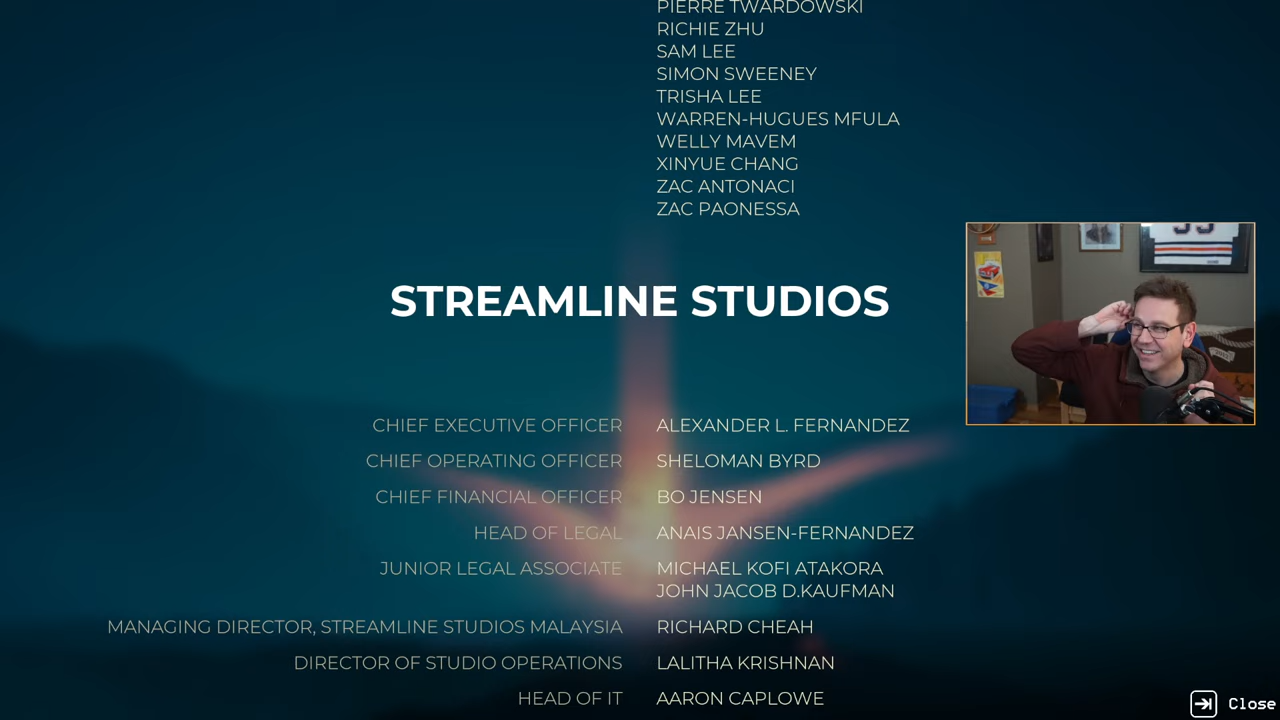 PIERRE TWARDOWSKI
RICHIE ZHU
SAM LEE
SIMON SWEENEY
TRISHA LEE
WARREN-HUGUES MFULA
WELLY MAVEM
XINYUE CHANG
ZAC ANTONACI
ZAC PAONESSA
STREAMLINE STUDIOS
CHIEF EXECUTIVE OFFICER ALEXANDER L. FERNANDEZ
CHIEF OPERATING OFFICER SHELOMAN BYRD
CHIEF FINANCIAL OFFICER BO JENSEN
HEAD OF LEGAL ANAIS JANSEN-FERNANDEZ
JUNIOR LEGAL ASSOCIATE MICHAEL KOFI ATAKORA
JOHN JACOB D.KAUFMAN
MANAGING DIRECTOR, STREAMLINE STUDIOS MALAYSIA RICHARD CHEAH
DIRECTOR OF STUDIO OPERATIONS LALITHA KRISHNAN
HEAD OF IT AARON CAPLOWE
Close